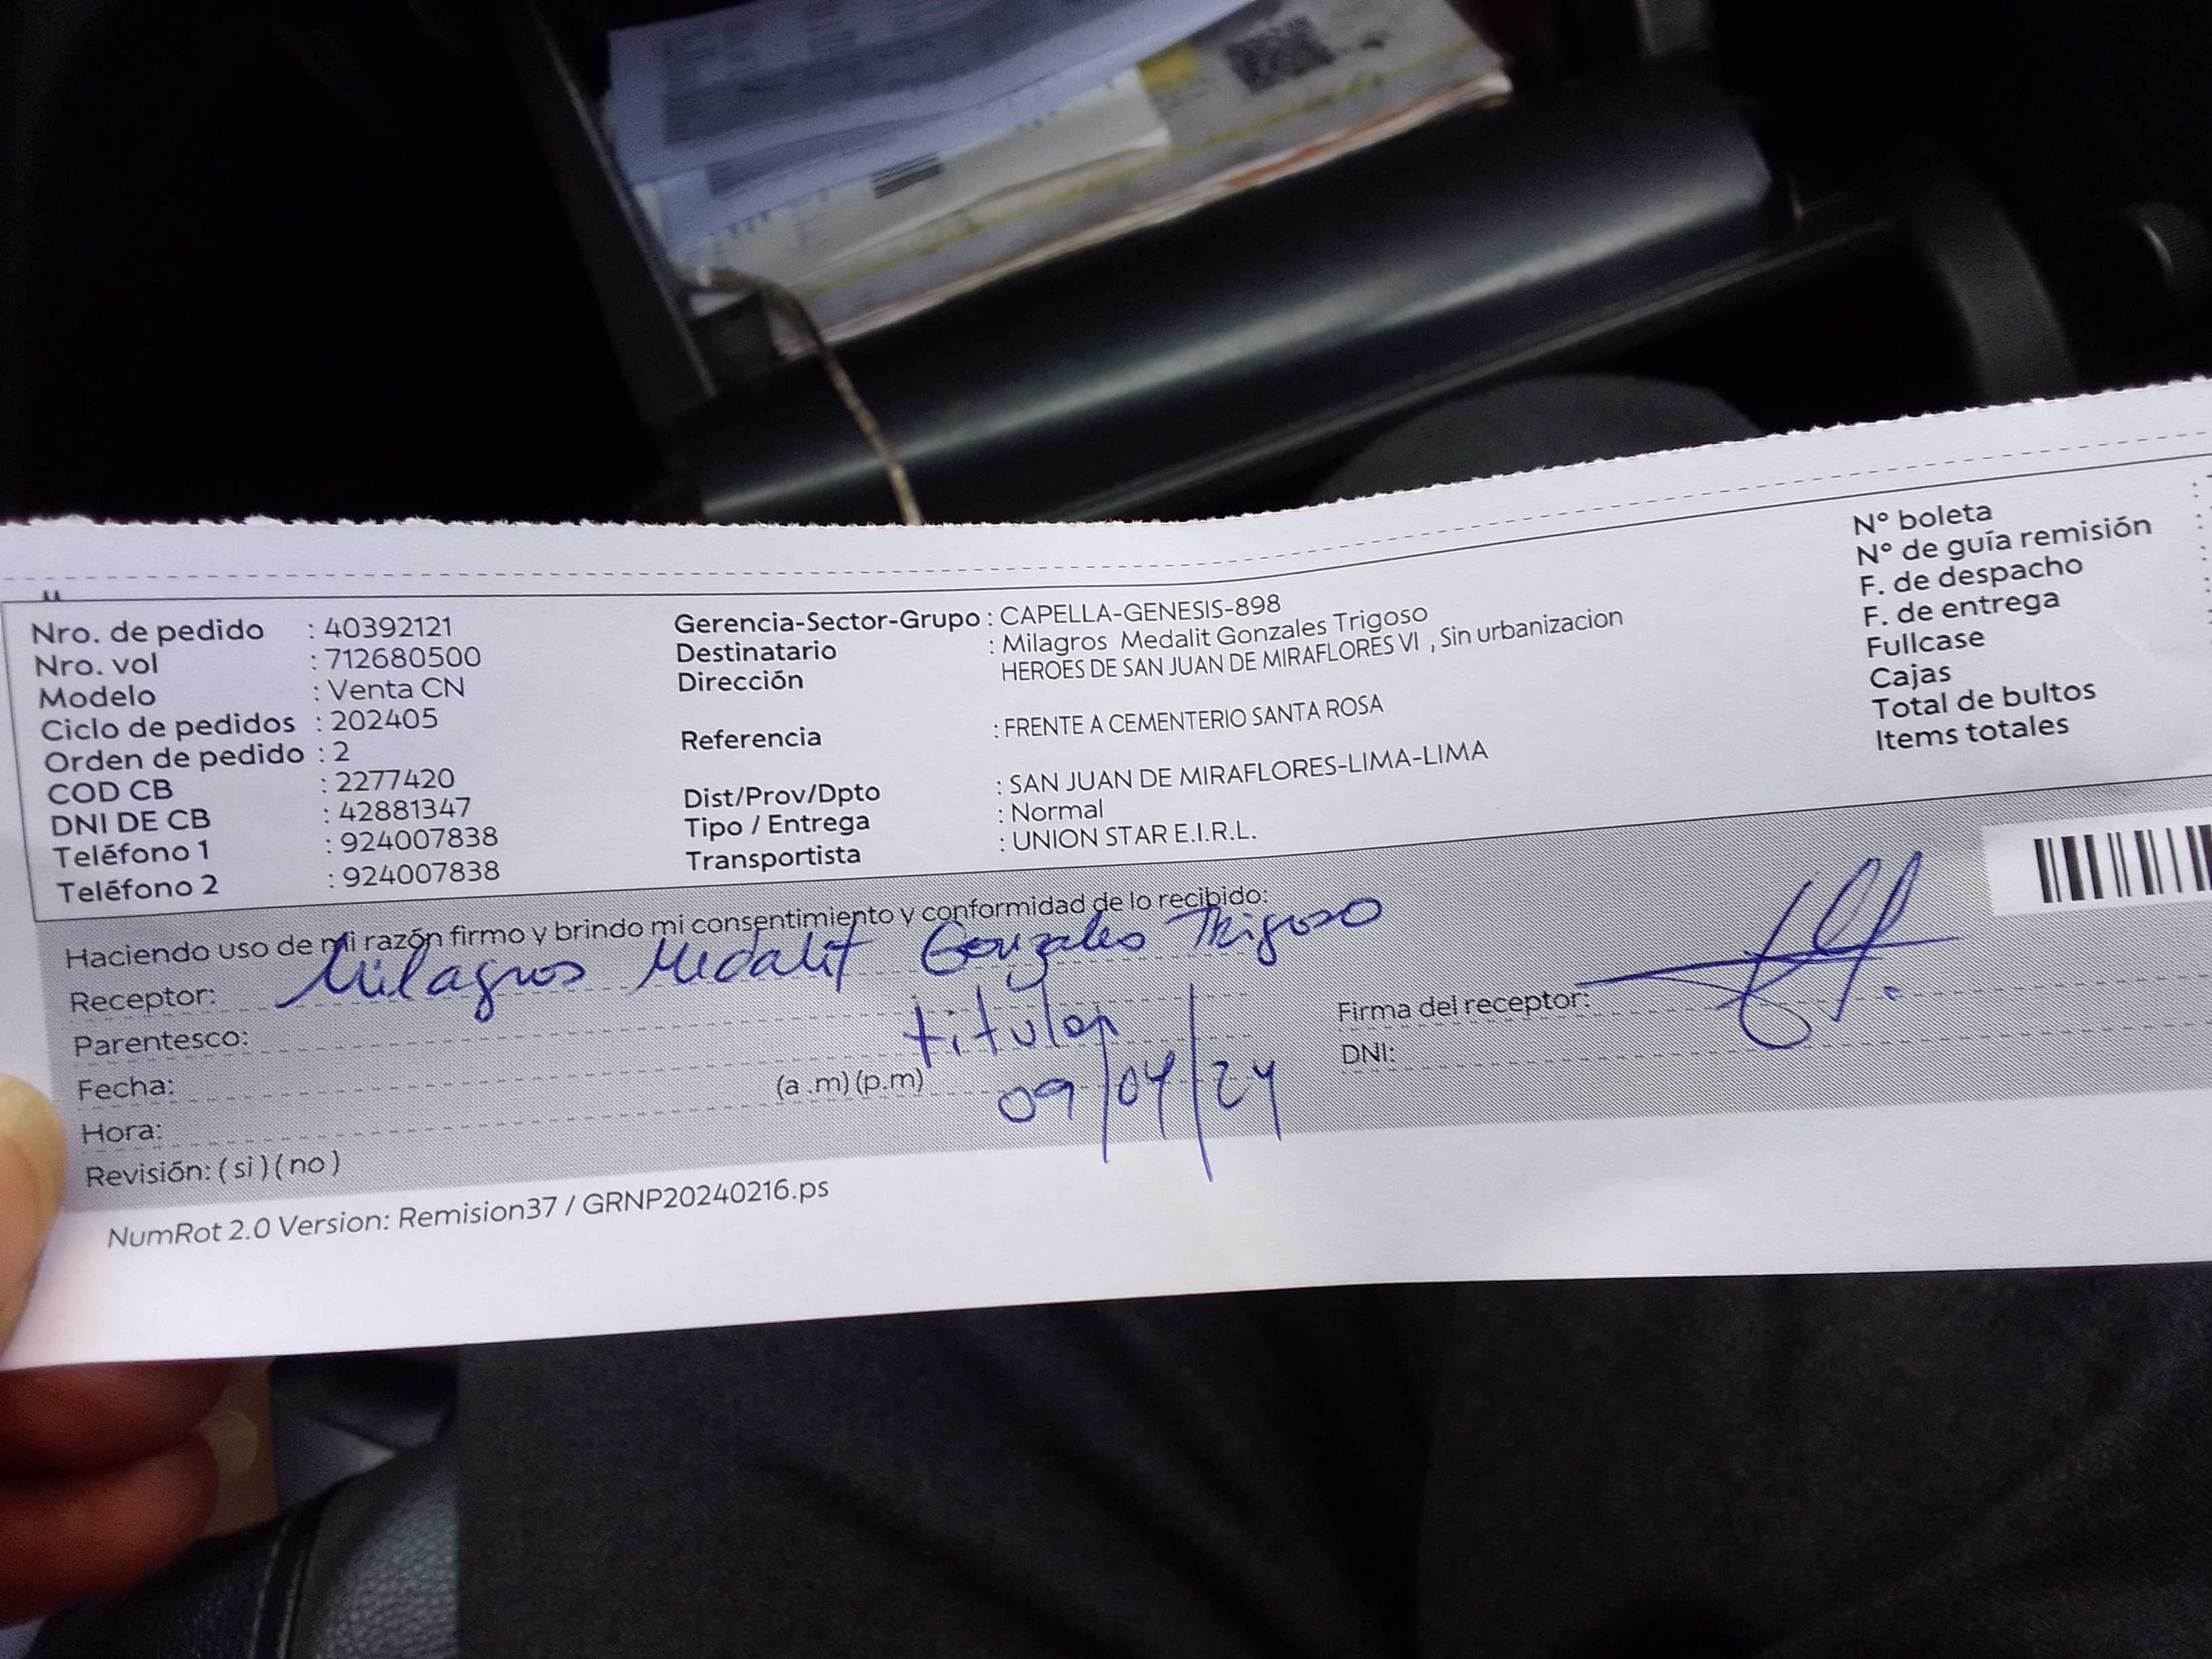 Nro. de pedido : 40392121
Nro. vol : 712680500
Modelo : Venta CN
Ciclo de pedidos : 202405
Orden de pedido : 2
COD CB : 2277420
DNI DE CB : 42881347
Teléfono 1 : 924007838
Teléfono 2 : 924007838
Gerencia-Sector-Grupo : CAPELLA-GENESIS-898
Destinatario : Milagros Medalit Gonzales Trigoso
Dirección HEROES DE SAN JUAN DE MIRAFLORES VI , Sin urbanizacion
Referencia : FRENTE A CEMENTERIO SANTA ROSA
Dist/Prov/Dpto : SAN JUAN DE MIRAFLORES-LIMA-LIMA
Tipo / Entrega : Normal
Transportista : UNION STAR E.I.R.L.
N° boleta :
N° de guía remisión :
F. de despacho :
F. de entrega :
Fullcase
Cajas
Total de bultos
Items totales
Haciendo uso de mi razón firmo y brindo mi consentimiento y conformidad de lo recibido:
Receptor: Milagros Medalit Gonzales Trigoso
Parentesco: titular
Fecha: 09/04/24
Hora: (a .m) (p.m)
Revisión: ( si ) ( no )
Firma del receptor:
DNI:
NumRot 2.0 Version: Remision37 / GRNP20240216.ps